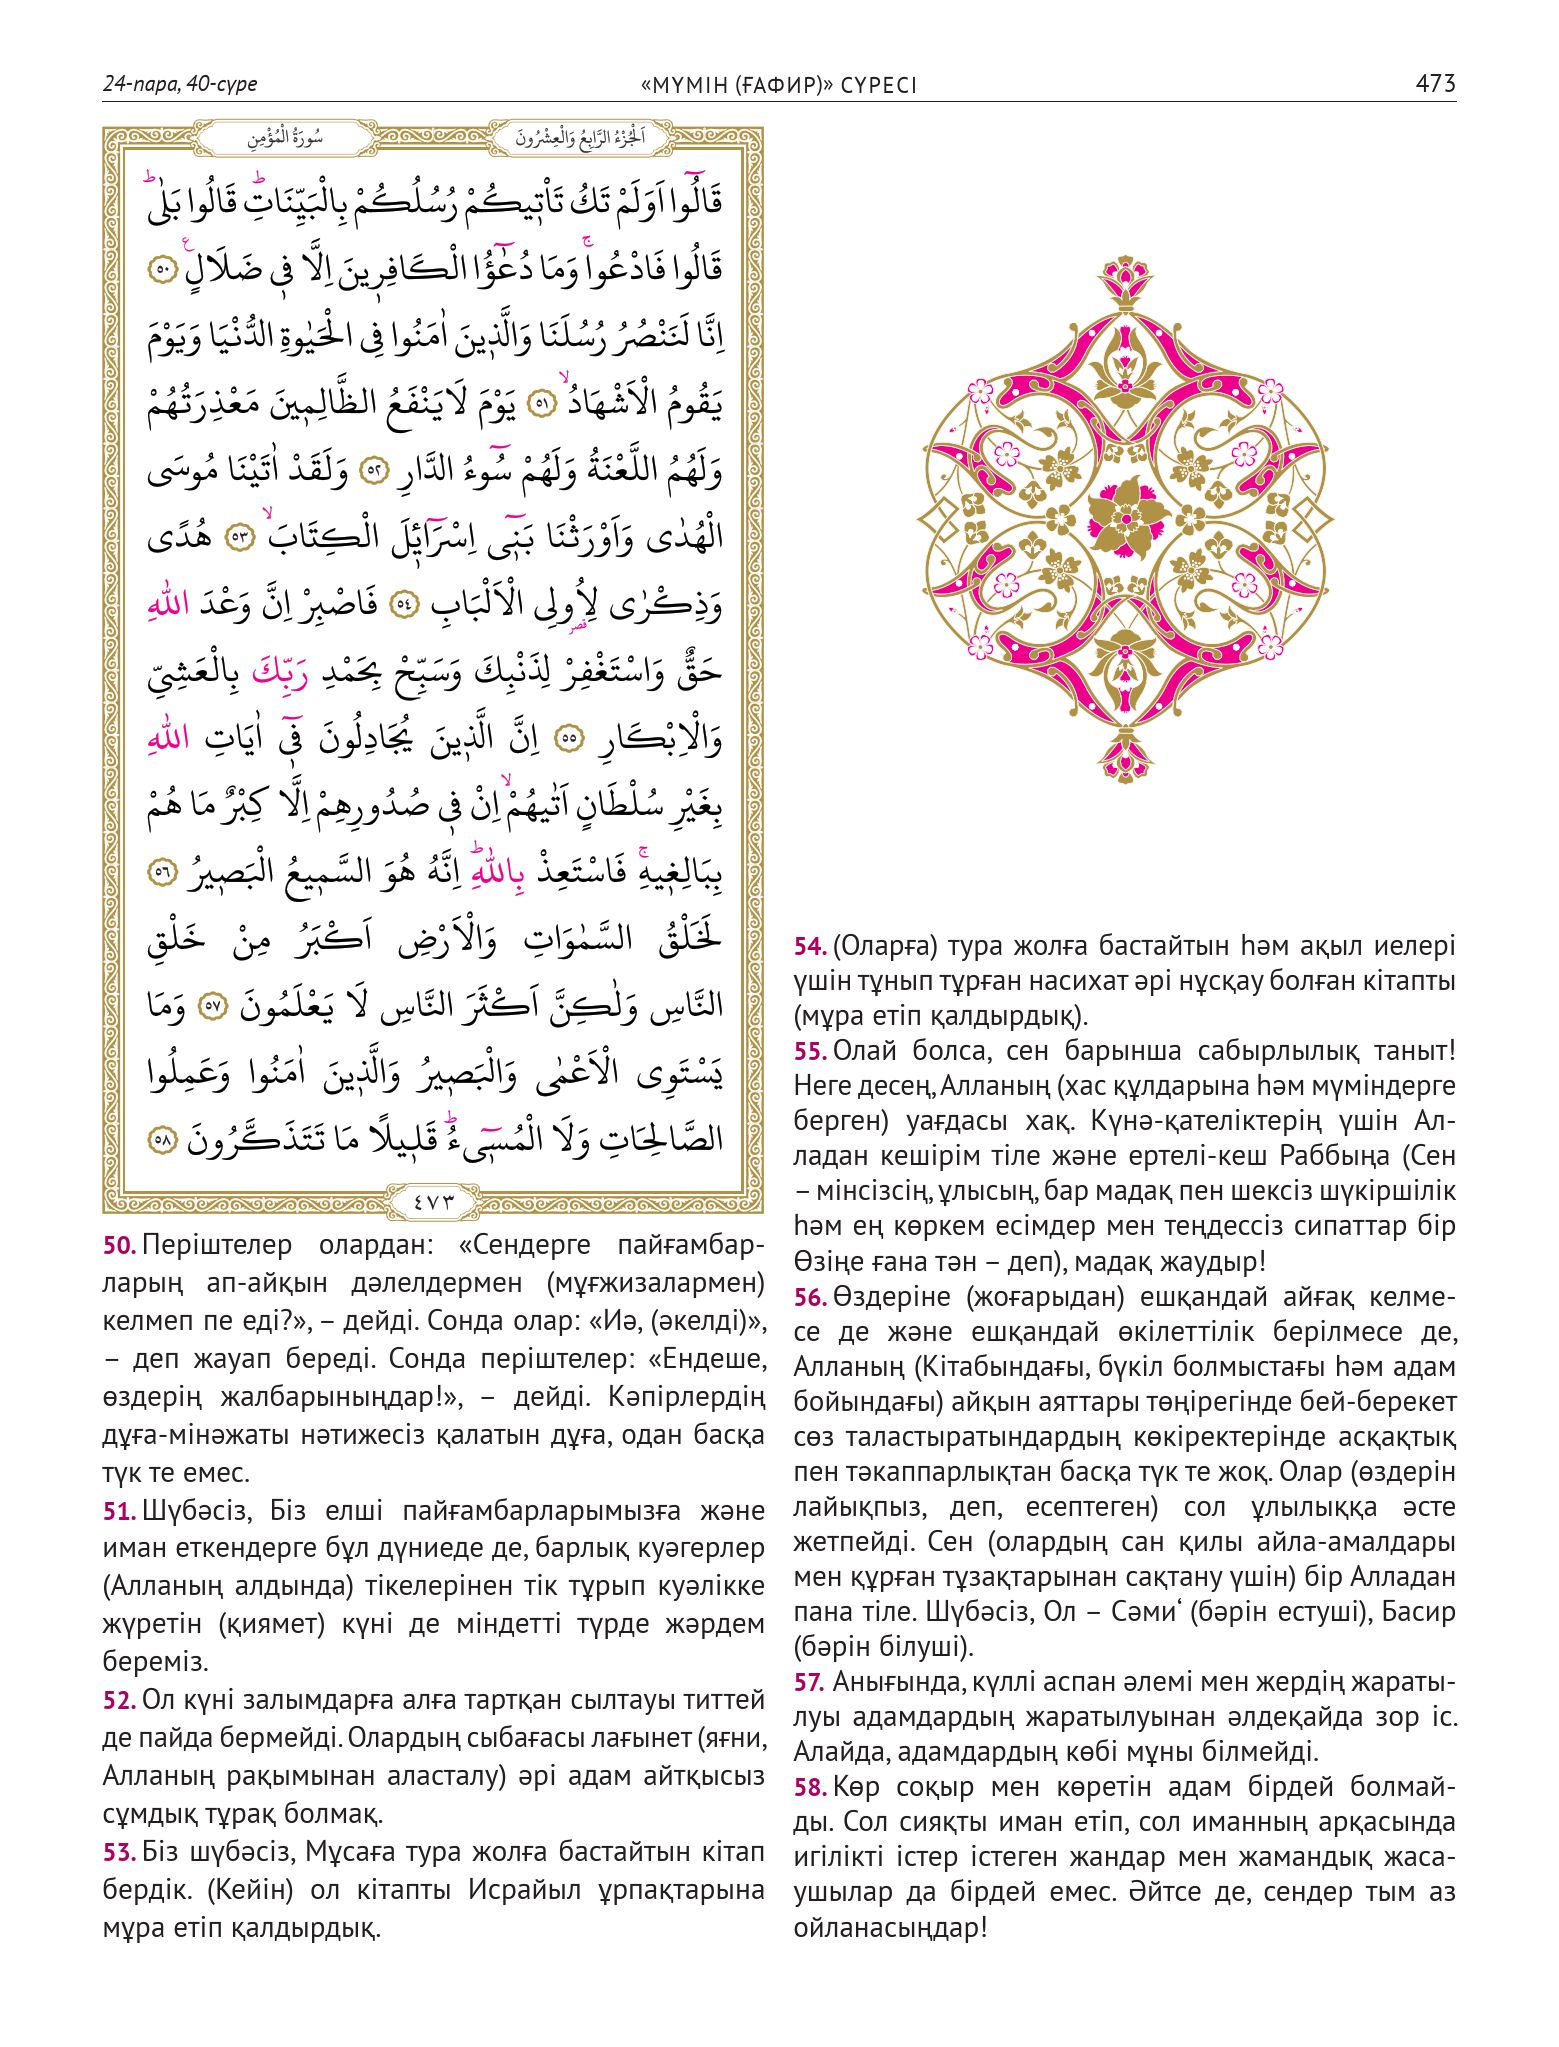 24-пара, 40-сүре
«МҮМІН (ҒАФИР)» СҮРЕСІ
473
اَلْجُزْءُ الرَّابِعُ وَالْعِشْرُونَ
سُورَةُ الْمُؤْمِنِ
قَالُٓوا اَوَلَمْ تَكُ تَأْت۪يكُمْ رُسُلُكُمْ بِالْبَيِّنَاتِۜ قَالُوا بَلٰىۜ
قَالُوا فَادْعُواۚ وَمَا دُعٰٓؤُا الْكَافِر۪ينَ اِلَّا ف۪ي ضَلَالٍ۟ ﴿٥٠﴾
اِنَّا لَنَنْصُرُ رُسُلَنَا وَالَّذ۪ينَ اٰمَنُوا فِي الْحَيٰوةِ الدُّنْيَا وَيَوْمَ
يَقُومُ الْاَشْهَادُۙ ﴿٥١﴾ يَوْمَ لَا يَنْفَعُ الظَّالِم۪ينَ مَعْذِرَتُهُمْ
وَلَهُمُ اللَّعْنَةُ وَلَهُمْ سُٓوءُ الدَّارِ ﴿٥٢﴾ وَلَقَدْ اٰتَيْنَا مُوسَى
الْهُدٰى وَاَوْرَثْنَا بَن۪ٓي اِسْرَٓائ۪لَ الْكِتَابَۙ ﴿٥٣﴾ هُدًى
وَذِكْرٰى لِاُو۬لِي الْاَلْبَابِ ﴿٥٤﴾ فَاصْبِرْ اِنَّ وَعْدَ اللّٰهِ
حَقٌّ وَاسْتَغْفِرْ لِذَنْبِكَ وَسَبِّحْ بِحَمْدِ رَبِّكَ بِالْعَشِيِّ
وَالْاِبْكَارِ ﴿٥٥﴾ اِنَّ الَّذ۪ينَ يُجَادِلُونَ ف۪ٓي اٰيَاتِ اللّٰهِ
بِغَيْرِ سُلْطَانٍ اَتٰيهُمْۙ اِنْ ف۪ي صُدُورِهِمْ اِلَّا كِبْرٌ مَا هُمْ
بِبَالِغ۪يهِۚ فَاسْتَعِذْ بِاللّٰهِۜ اِنَّهُ هُوَ السَّم۪يعُ الْبَص۪يرُ ﴿٥٦﴾
لَخَلْقُ السَّمٰوَاتِ وَالْاَرْضِ اَكْبَرُ مِنْ خَلْقِ
النَّاسِ وَلٰكِنَّ اَكْثَرَ النَّاسِ لَا يَعْلَمُونَ ﴿٥٧﴾ وَمَا
يَسْتَوِي الْاَعْمٰى وَالْبَص۪يرُ وَالَّذ۪ينَ اٰمَنُوا وَعَمِلُوا
الصَّالِحَاتِ وَلَا الْمُس۪ٓيءُۜ قَل۪يلًا مَا تَتَذَكَّرُونَ ﴿٥٨﴾
٤٧٣
50. Періштелер олардан: «Сендерге пайғамбар-
ларың ап-айқын дәлелдермен (мұғжизалармен)
келмеп пе еді?», – дейді. Сонда олар: «Иә, (әкелді)»,
– деп жауап береді. Сонда періштелер: «Ендеше,
өздерің жалбарыныңдар!», – дейді. Кәпірлердің
дұға-мінәжаты нәтижесіз қалатын дұға, одан басқа
түк те емес.
51. Шүбәсіз, Біз елші пайғамбарларымызға және
иман еткендерге бұл дүниеде де, барлық куәгерлер
(Алланың алдында) тікелерінен тік тұрып куәлікке
жүретін (қиямет) күні де міндетті түрде жәрдем
береміз.
52. Ол күні залымдарға алға тартқан сылтауы титтей
де пайда бермейді. Олардың сыбағасы лағынет (яғни,
Алланың рақымынан аласталу) әрі адам айтқысыз
сұмдық тұрақ болмақ.
53. Біз шүбәсіз, Мұсаға тура жолға бастайтын кітап
бердік. (Кейін) ол кітапты Исрайыл ұрпақтарына
мұра етіп қалдырдық.
54. (Оларға) тура жолға бастайтын һәм ақыл иелері
үшін тұнып тұрған насихат әрі нұсқау болған кітапты
(мұра етіп қалдырдық).
55. Олай болса, сен барынша сабырлылық таныт!
Неге десең, Алланың (хас құлдарына һәм мүміндерге
берген) уағдасы хақ. Күнә-қателіктерің үшін Ал-
ладан кешірім тіле және ертелі-кеш Раббыңа (Сен
– мінсізсің, ұлысың, бар мадақ пен шексіз шүкіршілік
һәм ең көркем есімдер мен теңдессіз сипаттар бір
Өзіңе ғана тән – деп), мадақ жаудыр!
56. Өздеріне (жоғарыдан) ешқандай айғақ келме-
се де және ешқандай өкілеттілік берілмесе де,
Алланың (Кітабындағы, бүкіл болмыстағы һәм адам
бойындағы) айқын аяттары төңірегінде бей-берекет
сөз таластыратындардың көкіректерінде асқақтық
пен тәкаппарлықтан басқа түк те жоқ. Олар (өздерін
лайықпыз, деп, есептеген) сол ұлылыққа әсте
жетпейді. Сен (олардың сан қилы айла-амалдары
мен құрған тұзақтарынан сақтану үшін) бір Алладан
пана тіле. Шүбәсіз, Ол – Сәми‘ (бәрін естуші), Басир
(бәрін білуші).
57. Анығында, күллі аспан әлемі мен жердің жараты-
луы адамдардың жаратылуынан әлдеқайда зор іс.
Алайда, адамдардың көбі мұны білмейді.
58. Көр соқыр мен көретін адам бірдей болмай-
ды. Сол сияқты иман етіп, сол иманның арқасында
игілікті істер істеген жандар мен жамандық жаса-
ушылар да бірдей емес. Әйтсе де, сендер тым аз
ойланасыңдар!